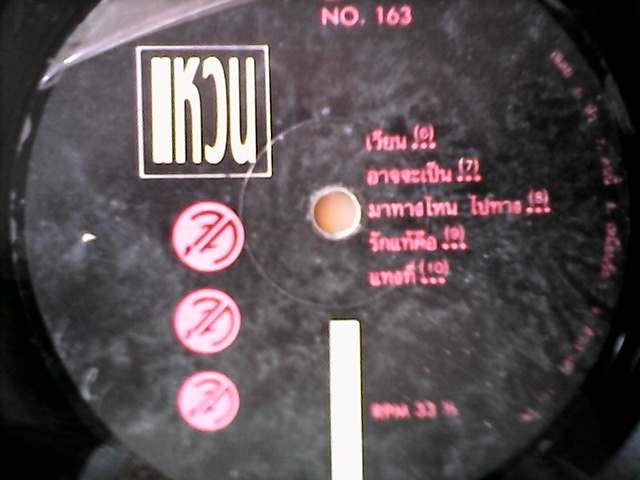 NO. 163
แหวน
เวียน (6)
อาจจะเป็น (7)
มาทางไหน ไปทาง (8)
รักแท้คือ (9)
แทงที่ (10)
RPM 33 ⅓